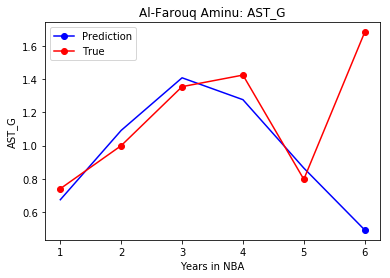 Al-Farouq Aminu: AST_G
Prediction
True
AST_G
1.6
1.4
1.2
1.0
0.8
0.6
1 2 3 4 5 6
Years in NBA